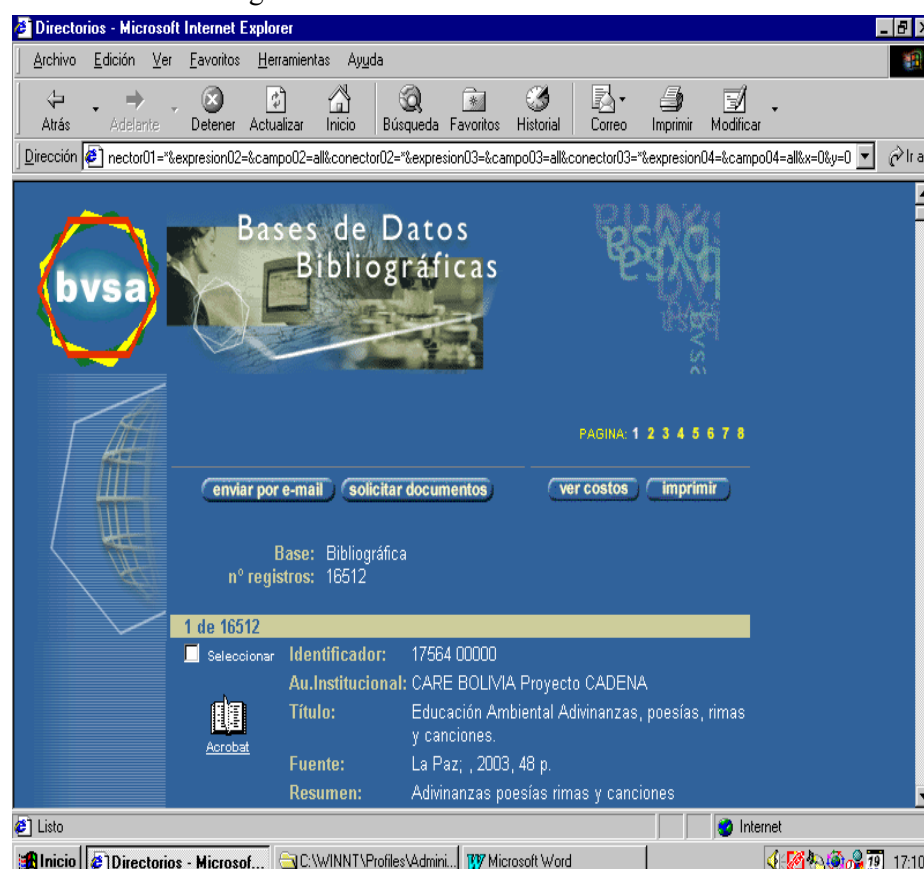 Directorios - Microsoft Internet Explorer
Archivo Edición Ver Favoritos Herramientas Ayuda
Atrás Adelante Detener Actualizar Inicio Búsqueda Favoritos Historial Correo Imprimir Modificar
Dirección nector01=*&expresion02=&campo02=all&conector02=*&expresion03=&campo03=all&conector03=*&expresion04=&campo04=all&x=0&y=0 Ir a
bvsa
Bases de Datos
Bibliográficas
bvsa
PAGINA: 1 2 3 4 5 6 7 8
enviar por e-mail solicitar documentos ver costos imprimir
Base: Bibliográfica
nº registros: 16512
1 de 16512
Seleccionar Identificador: 17564 00000
Au.Institucional: CARE BOLIVIA Proyecto CADENA
Título: Educación Ambiental Adivinanzas, poesías, rimas
y canciones.
Acrobat
Fuente: La Paz; , 2003, 48 p.
Resumen: Adivinanzas poesías rimas y canciones
Listo Internet
Inicio Directorios - Microsof... C:\WINNT\Profiles\Admini... Microsoft Word 19 17:10